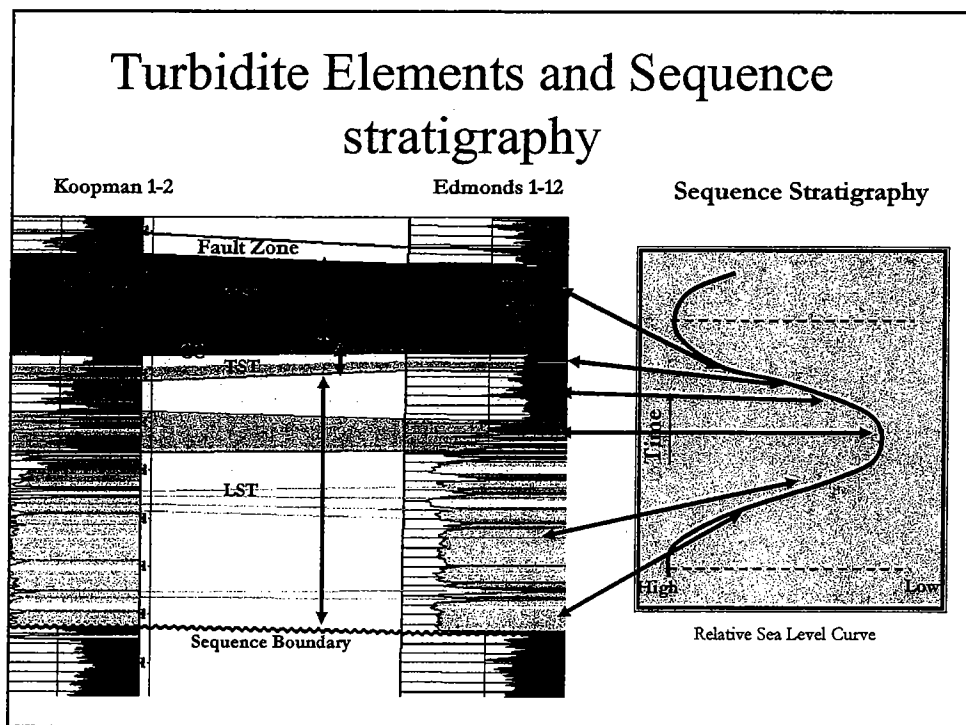 Turbidite Elements and Sequence
stratigraphy
Koopman 1-2
Edmonds 1-12
Sequence Stratigraphy
Fault Zone
TST
Time
LST
High
Low
Sequence Boundary
Relative Sea Level Curve